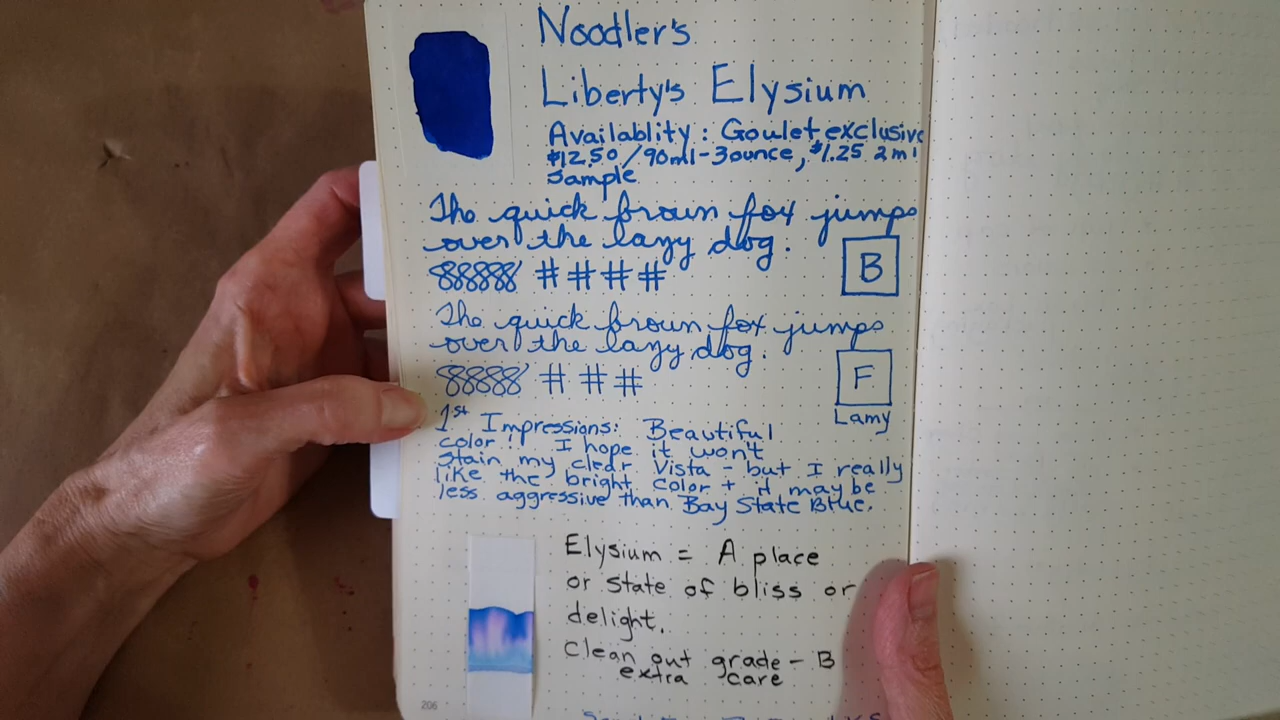 Noodler's
Liberty's Elysium
Availablity : Goulet exclusive
$12.50/90ml-3ounce, $1.25 2ml
Sample
The quick brown fox jumps
over the lazy dog.
B
88888 # # # #
The quick brown fox jumps
over the lazy dog.
F
88888 # # #
Lamy
1st Impressions: Beautiful
color!! I hope it won't
stain my clear Vista - but I really
like the bright color + it may be
less aggressive than Bay State Blue.
Elysium = A place
or state of bliss or
delight.
Clean out grade - B
extra care
206